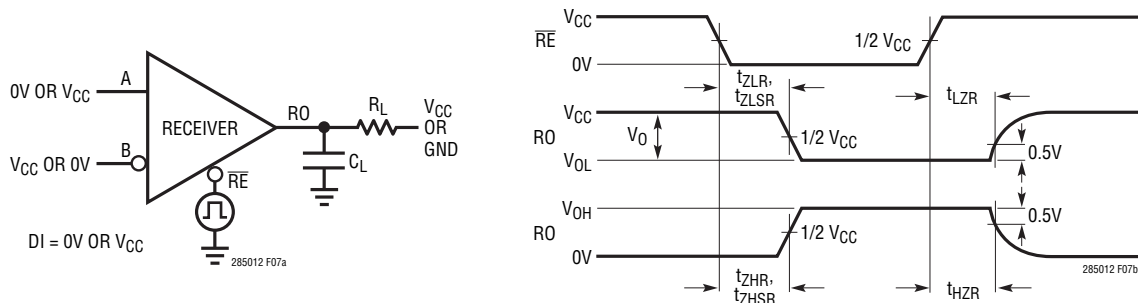 0V OR VCC
A
RECEIVER
RO
RL
VCC
OR
GND
CL
VCC OR 0V
B
RE
DI = 0V OR VCC
285012 F07a
VCC
RE
0V
1/2 VCC
tZLR,
tZLSR
tLZR
VCC
RO
VO
VOL
1/2 VCC
0.5V
VOH
RO
0V
1/2 VCC
0.5V
tZHR,
tZHSR
tHZR
285012 F07b